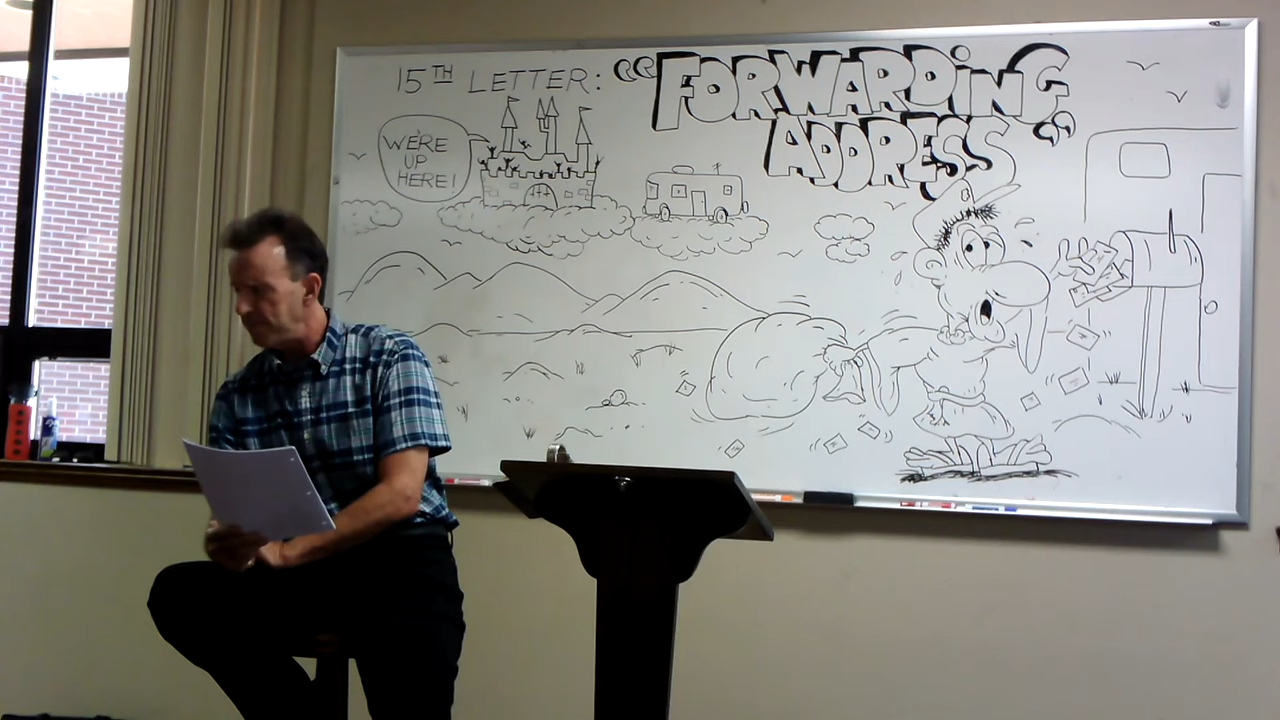 15TH LETTER: "FORWARDiNG
ADDRESS"
WE'RE
UP
HERE!